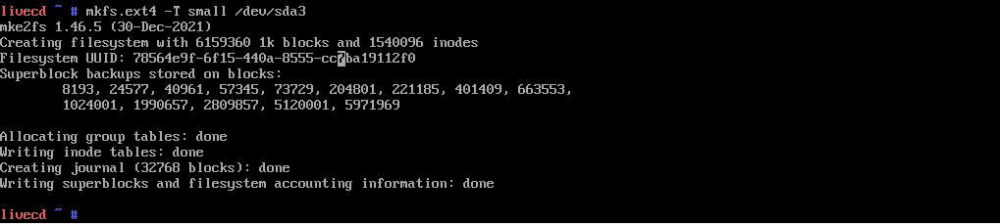 livecd ~ # mkfs.ext4 -T small /dev/sda3
mke2fs 1.46.5 (30-Dec-2021)
Creating filesystem with 6159360 1k blocks and 1540096 inodes
Filesystem UUID: 78564e9f-6f15-440a-8555-cc7ba19112f0
Superblock backups stored on blocks:
8193, 24577, 40961, 57345, 73729, 204801, 221185, 401409, 663553,
1024001, 1990657, 2809857, 5120001, 5971969
Allocating group tables: done
Writing inode tables: done
Creating journal (32768 blocks): done
Writing superblocks and filesystem accounting information: done
livecd ~ #